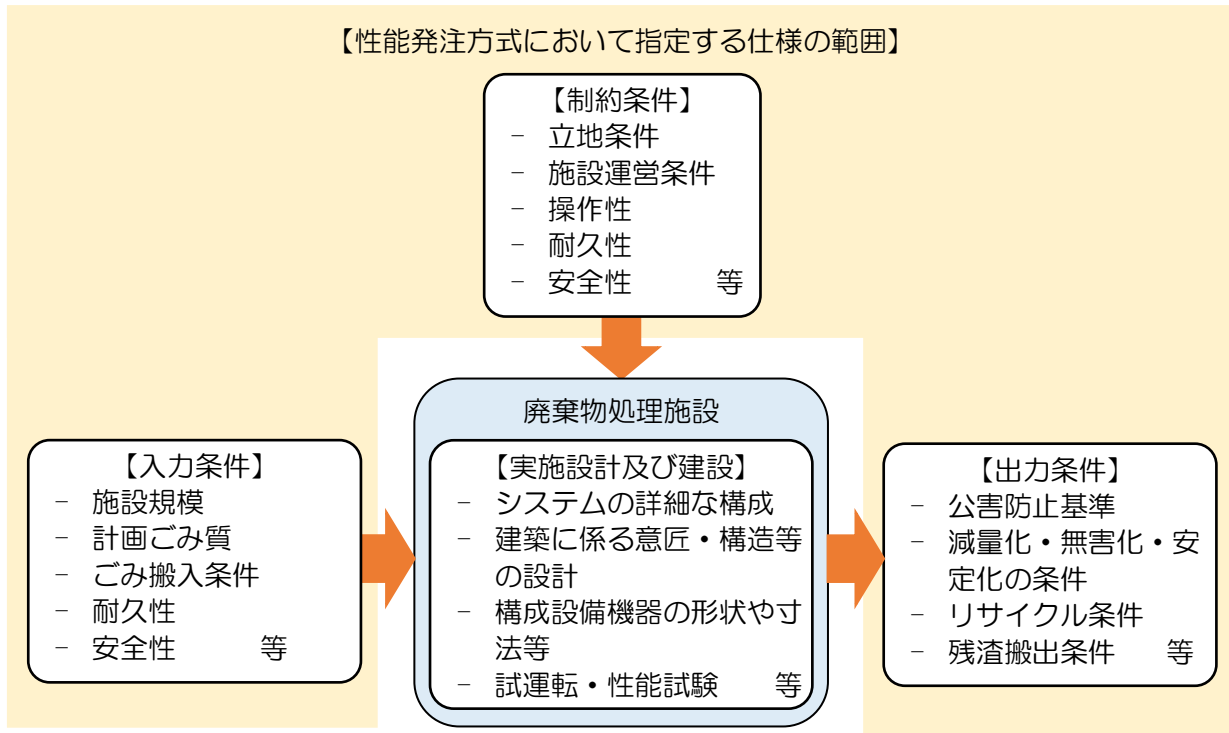 【性能発注方式において指定する仕様の範囲】
【制約条件】
－ 立地条件
－ 施設運営条件
－ 操作性
－ 耐久性
－ 安全性　　等
廃棄物処理施設
【入力条件】
－ 施設規模
－ 計画ごみ質
－ ごみ搬入条件
－ 耐久性
－ 安全性　　等
【実施設計及び建設】
－ システムの詳細な構成
－ 建築に係る意匠・構造等
の設計
－ 構成設備機器の形状や寸
法等
－ 試運転・性能試験　　等
【出力条件】
－ 公害防止基準
－ 減量化・無害化・安
定化の条件
－ リサイクル条件
－ 残渣搬出条件　　等